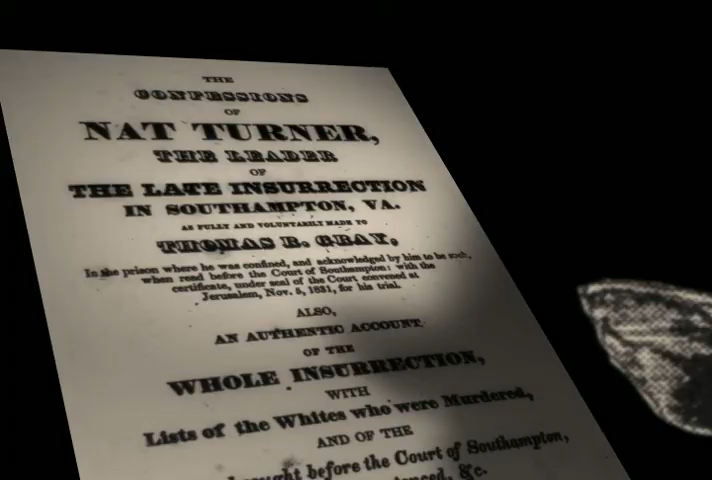 THE
CONFESSIONS
OF
NAT TURNER,
THE LEADER
OF
THE LATE INSURRECTION
IN SOUTHAMPTON, VA.
AS FULLY AND VOLUNTARILY MADE TO
THOMAS R. GRAY,
In the prison where he was confined, and acknowledged by him to be such,
when read before the Court of Southampton: with the
certificate, under seal of the Court convened at
Jerusalem, Nov. 5, 1831, for his trial.
ALSO,
AN AUTHENTIC ACCOUNT
OF THE
WHOLE INSURRECTION,
WITH
Lists of the Whites who were Murdered,
AND OF THE
before the Court of Southampton,
&c.